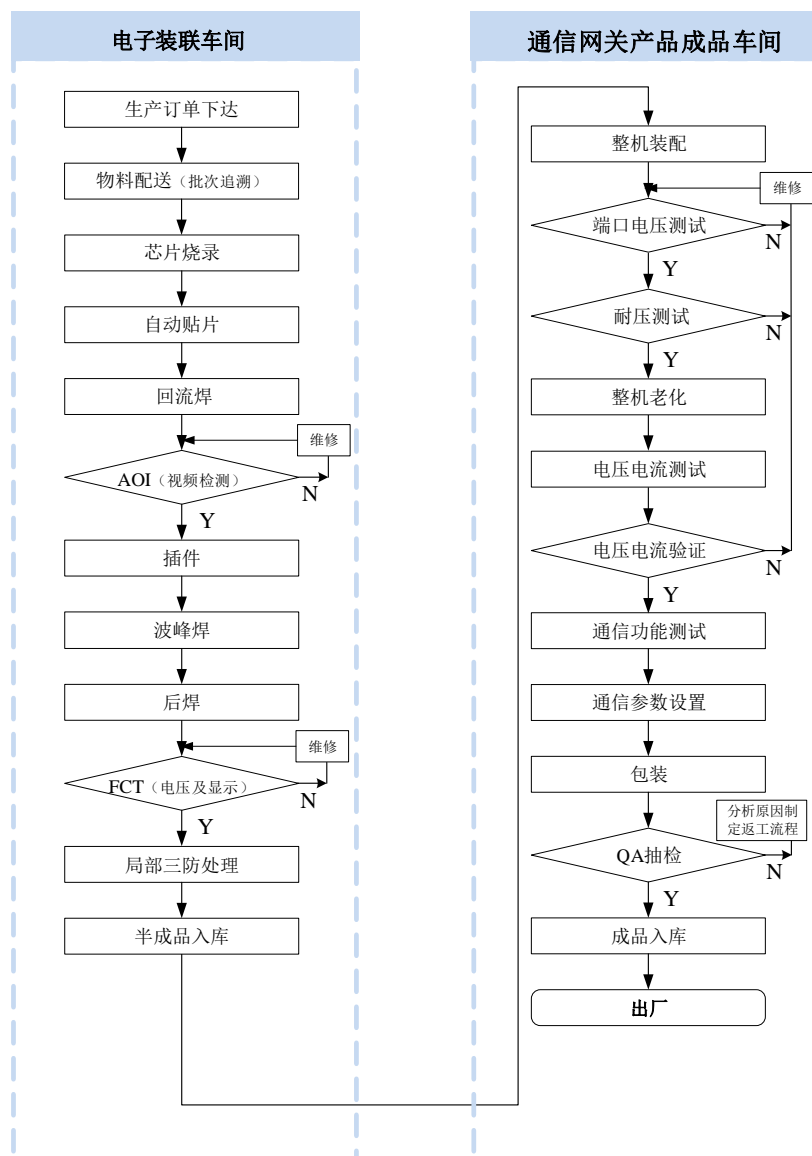 电子装联车间
生产订单下达
物料配送（批次追溯）
芯片烧录
自动贴片
回流焊
维修
AOI（视频检测）
N
Y
插件
波峰焊
后焊
维修
FCT（电压及显示）
N
Y
局部三防处理
半成品入库
通信网关产品成品车间
整机装配
维修
端口电压测试
N
Y
耐压测试
N
Y
整机老化
电压电流测试
电压电流验证
N
Y
通信功能测试
通信参数设置
包装
分析原因制
定返工流程
QA抽检
N
Y
成品入库
出厂